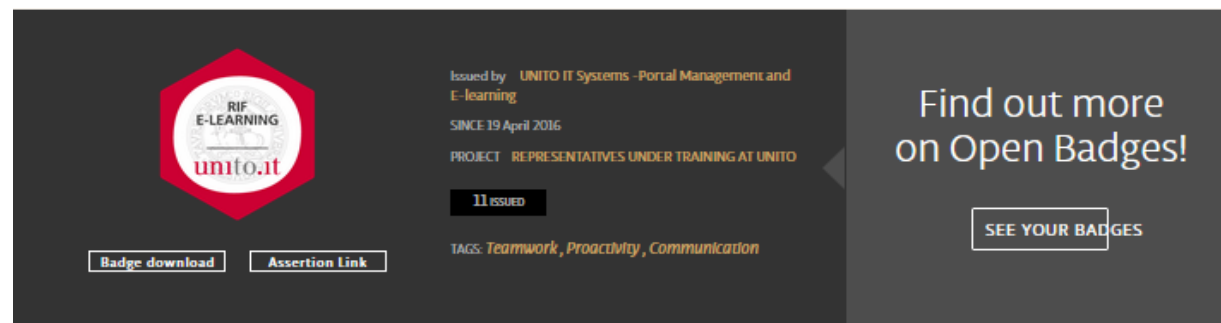 RIF
E-LEARNING
unito.it
Badge download
Assertion Link
Issued by UNITO IT Systems -Portal Management and
E-learning
SINCE 19 April 2016
PROJECT REPRESENTATIVES UNDER TRAINING AT UNITO
11 ISSUED
TAGS: Teamwork , Proactivity , Communication
Find out more
on Open Badges!
SEE YOUR BADGES